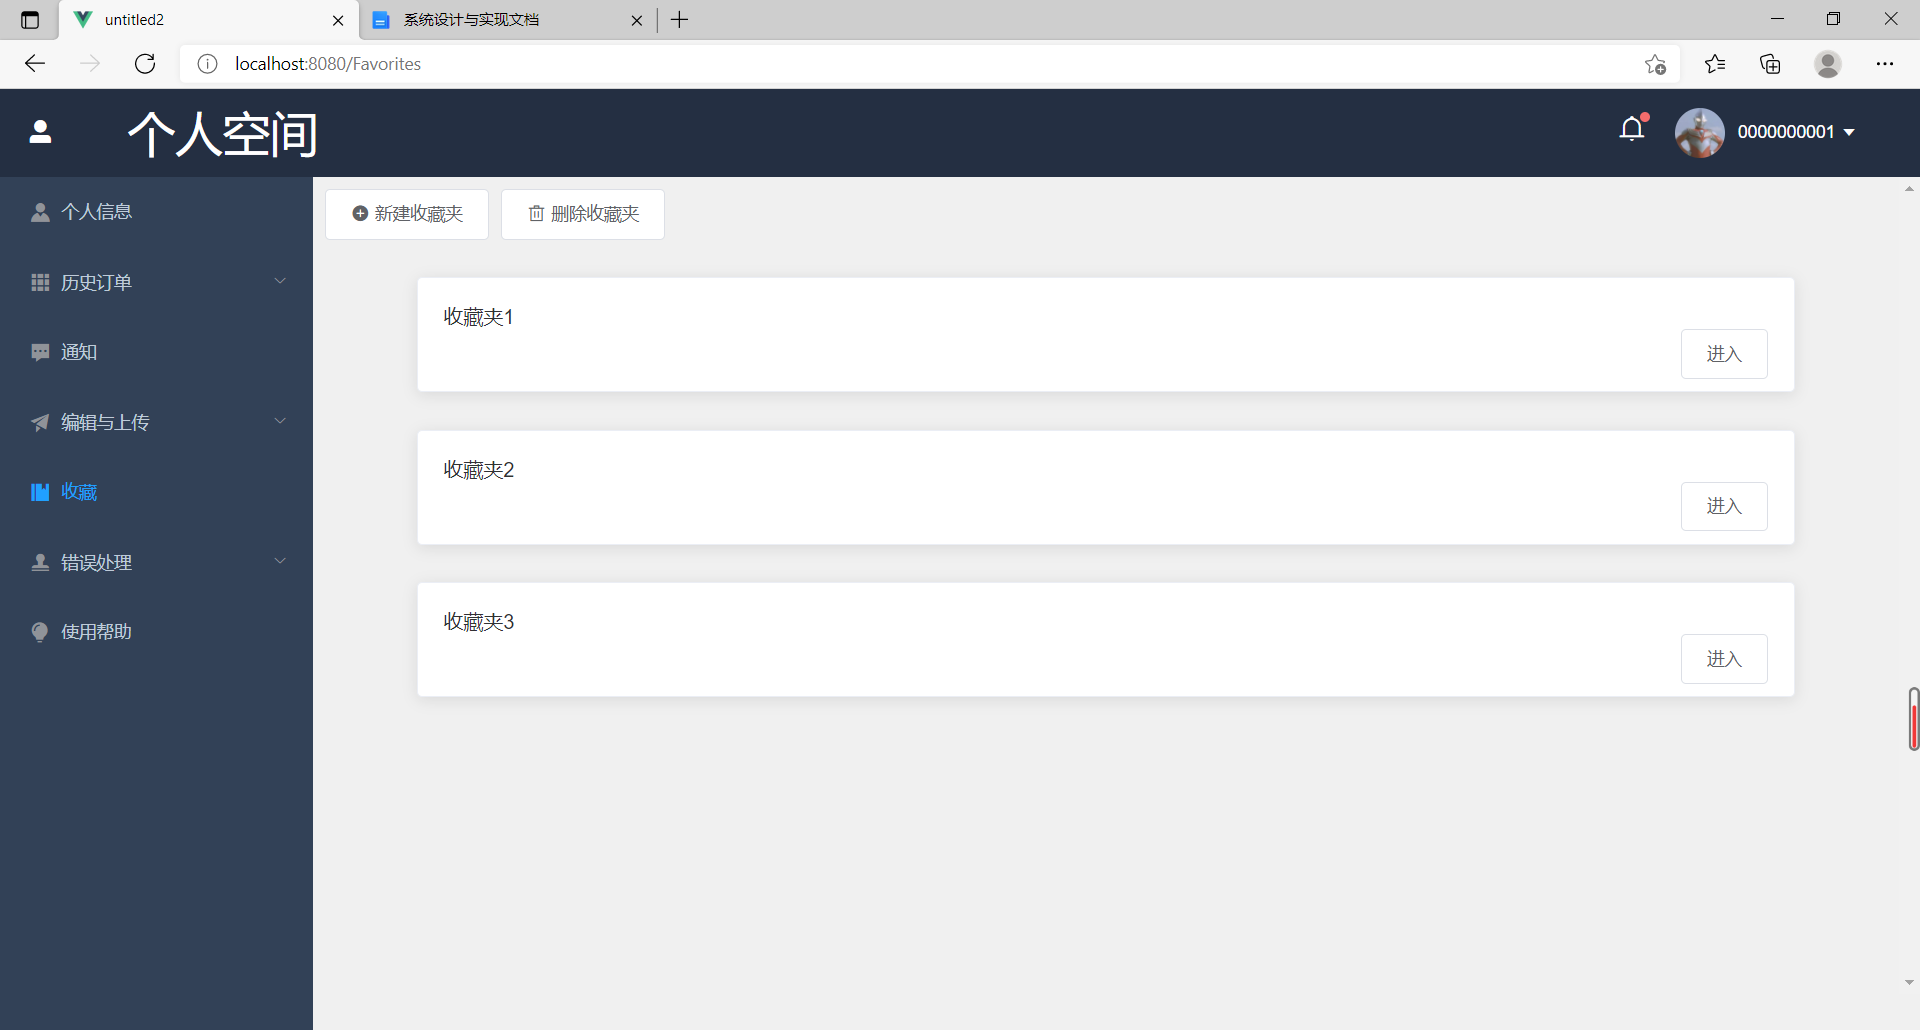 untitled2
系统设计与实现文档
localhost:8080/Favorites
个人空间
0000000001
个人信息
历史订单
通知
编辑与上传
收藏
错误处理
使用帮助
新建收藏夹
删除收藏夹
收藏夹1
进入
收藏夹2
进入
收藏夹3
进入